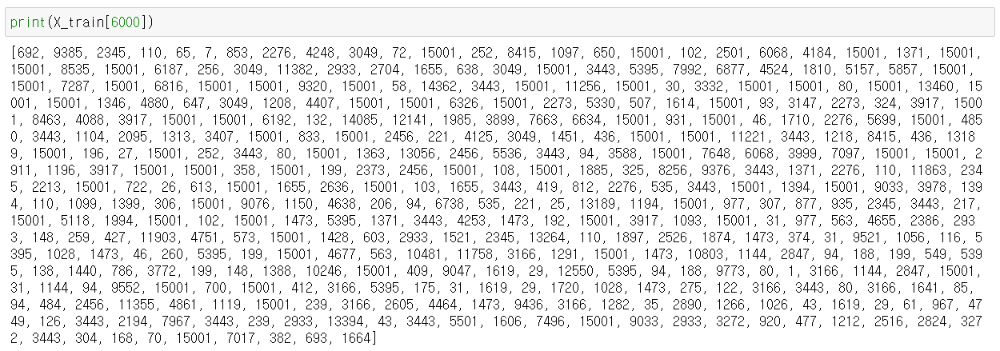 print(X_train[6000])
[692, 9385, 2345, 110, 65, 7, 853, 2276, 4248, 3049, 72, 15001, 252, 8415, 1097, 650, 15001, 102, 2501, 6068, 4184, 15001, 1371, 15001,
15001, 8535, 15001, 6187, 256, 3049, 11382, 2933, 2704, 1655, 638, 3049, 15001, 3443, 5395, 7992, 6877, 4524, 1810, 5157, 5857, 15001,
15001, 7287, 15001, 6816, 15001, 15001, 9320, 15001, 58, 14362, 3443, 15001, 11256, 15001, 30, 3332, 15001, 15001, 80, 15001, 13460, 15
001, 15001, 1346, 4880, 647, 3049, 1208, 4407, 15001, 15001, 6326, 15001, 2273, 5330, 507, 1614, 15001, 93, 3147, 2273, 324, 3917, 1500
1, 8463, 4088, 3917, 15001, 15001, 6192, 132, 14085, 12141, 1985, 3899, 7663, 6634, 15001, 931, 15001, 46, 1710, 2276, 5699, 15001, 485
0, 3443, 1104, 2095, 1313, 3407, 15001, 833, 15001, 2456, 221, 4125, 3049, 1451, 436, 15001, 15001, 11221, 3443, 1218, 8415, 436, 1318
9, 15001, 196, 27, 15001, 252, 3443, 80, 15001, 1363, 13056, 2456, 5536, 3443, 94, 3588, 15001, 7648, 6068, 3999, 7097, 15001, 15001, 2
911, 1196, 3917, 15001, 15001, 358, 15001, 199, 2373, 2456, 15001, 108, 15001, 1885, 325, 8256, 9376, 3443, 1371, 2276, 110, 11863, 234
5, 2213, 15001, 722, 26, 613, 15001, 1655, 2636, 15001, 103, 1655, 3443, 419, 812, 2276, 535, 3443, 15001, 1394, 15001, 9033, 3978, 139
4, 110, 1099, 1399, 306, 15001, 9076, 1150, 4638, 206, 94, 6738, 535, 221, 25, 13189, 1194, 15001, 977, 307, 877, 935, 2345, 3443, 217,
15001, 5118, 1994, 15001, 102, 15001, 1473, 5395, 1371, 3443, 4253, 1473, 192, 15001, 3917, 1093, 15001, 31, 977, 563, 4655, 2386, 293
3, 148, 259, 427, 11903, 4751, 573, 15001, 1428, 603, 2933, 1521, 2345, 13264, 110, 1897, 2526, 1874, 1473, 374, 31, 9521, 1056, 116, 5
395, 1028, 1473, 46, 260, 5395, 199, 15001, 4677, 563, 10481, 11758, 3166, 1291, 15001, 1473, 10803, 1144, 2847, 94, 188, 199, 549, 539
5, 138, 1440, 786, 3772, 199, 148, 1388, 10246, 15001, 409, 9047, 1619, 29, 12550, 5395, 94, 188, 9773, 80, 1, 3166, 1144, 2847, 15001,
31, 1144, 94, 9552, 15001, 700, 15001, 412, 3166, 5395, 175, 31, 1619, 29, 1720, 1028, 1473, 275, 122, 3166, 3443, 80, 3166, 1641, 85,
94, 484, 2456, 11355, 4861, 1119, 15001, 239, 3166, 2605, 4464, 1473, 9436, 3166, 1282, 35, 2890, 1266, 1026, 43, 1619, 29, 61, 967, 47
49, 126, 3443, 2194, 7967, 3443, 239, 2933, 13394, 43, 3443, 5501, 1606, 7496, 15001, 9033, 2933, 3272, 920, 477, 1212, 2516, 2824, 327
2, 3443, 304, 168, 70, 15001, 7017, 382, 693, 1664]